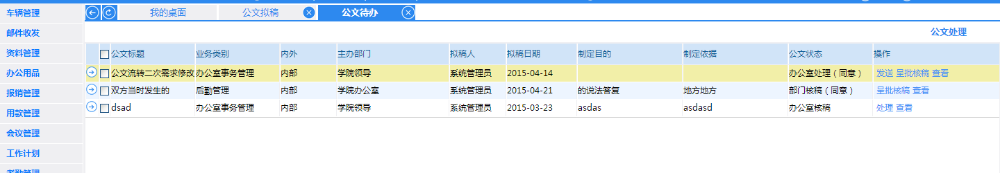 车辆管理
邮件收发
资料管理
办公用品
报销管理
用款管理
会议管理
工作计划
考勤管理
我的桌面 公文拟稿 公文待办
公文处理
公文标题 业务类别 内外 主办部门 拟稿人 拟稿日期 制定目的 制定依据 公文状态 操作
公文流转二次需求修改 办公室事务管理 内部 学院领导 系统管理员 2015-04-14 办公室处理（同意） 发送 呈批核稿 查看
双方当时发生的 后勤管理 内部 学院办公室 系统管理员 2015-04-21 的说法答复 地方地方 部门核稿（同意） 呈批核稿 查看
dsad 办公室事务管理 内部 学院领导 系统管理员 2015-03-23 asdas asdasd 办公室核稿 处理 查看